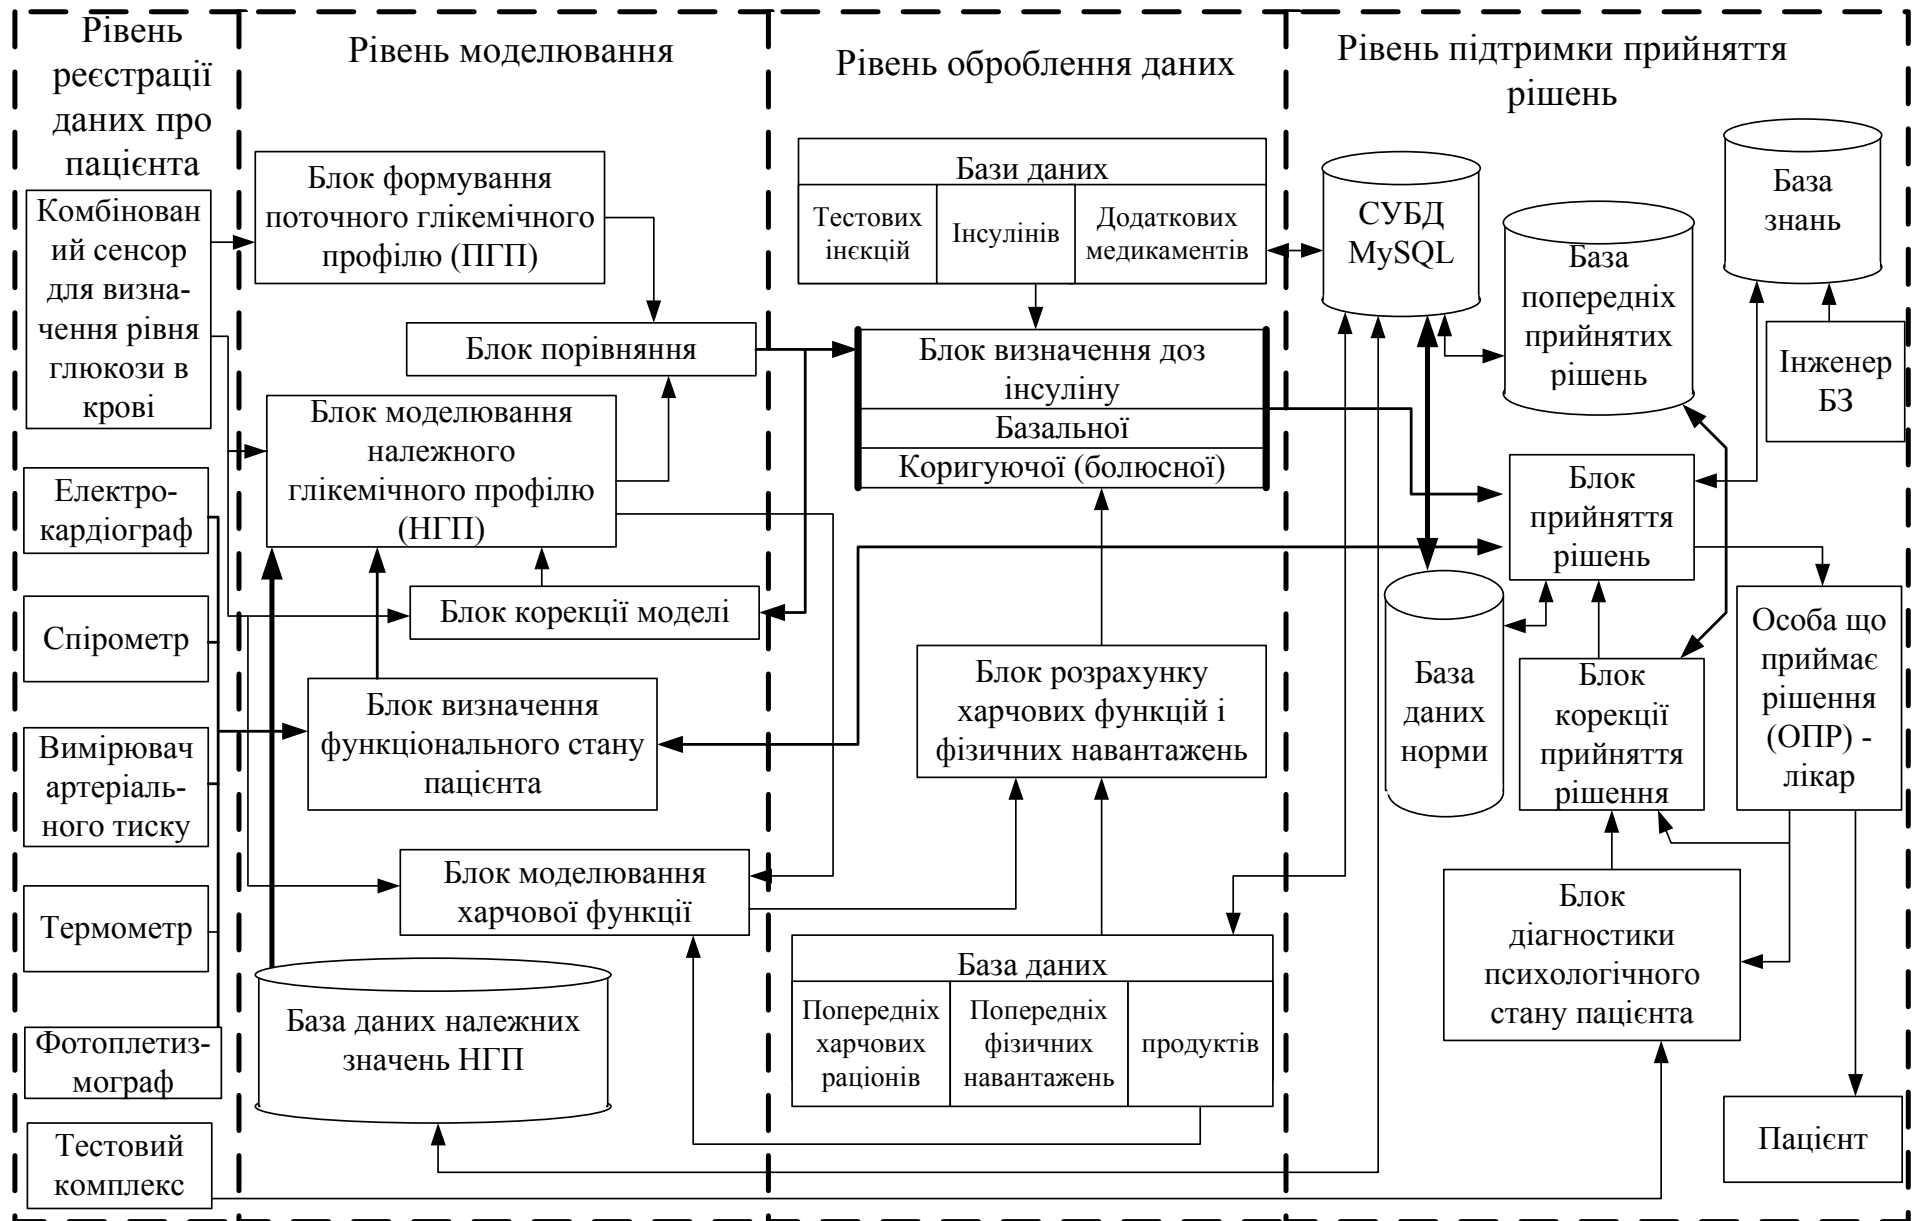 Рівень
реєстрації
даних про
пацієнта
Комбінован
ий сенсор
для визна-
чення рівня
глюкози в
крові
Електро-
кардіограф
Спірометр
Вимірювач
артеріаль-
ного тиску
Термометр
Фотоплетиз-
мограф
Тестовий
комплекс
Рівень моделювання
Блок формування
поточного глікемічного
профілю (ПГП)
Блок порівняння
Блок моделювання
належного
глікемічного профілю
(НГП)
Блок корекції моделі
Блок визначення
функціонального стану
пацієнта
Блок моделювання
харчової функції
База даних належних
значень НГП
Рівень оброблення даних
Бази даних
Тестових
інєкцій
Інсулінів
Додаткових
медикаментів
Блок визначення доз
інсуліну
Базальної
Коригуючої (болюсної)
Блок розрахунку
харчових функцій і
фізичних навантажень
База даних
Попередніх
харчових
раціонів
Попередніх
фізичних
навантажень
продуктів
Рівень підтримки прийняття
рішень
СУБД
MySQL
База
попередніх
прийнятих
рішень
База
знань
Інженер
БЗ
Блок
прийняття
рішень
База
даних
норми
Блок
корекції
прийняття
рішення
Особа що
приймає
рішення
(ОПР) -
лікар
Блок
діагностики
психологічного
стану пацієнта
Пацієнт